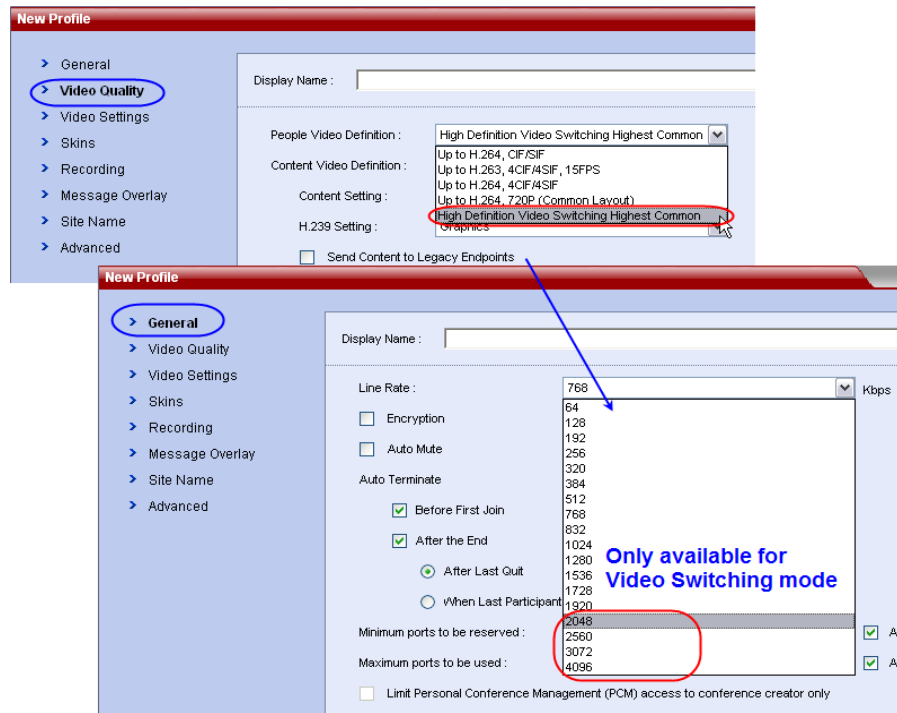 New Profile
General
Video Quality
Video Settings
Skins
Recording
Message Overlay
Site Name
Advanced
Display Name :
People Video Definition : High Definition Video Switching Highest Common
Content Video Definition :
Content Setting :
H.239 Setting :
Up to H.264, CIF/SIF
Up to H.263, 4CIF/4SIF, 15FPS
Up to H.264, 4CIF/4SIF
Up to H.264, 720P (Common Layout)
High Definition Video Switching Highest Common
Graphics
Send Content to Legacy Endpoints
New Profile
General
Video Quality
Video Settings
Skins
Recording
Message Overlay
Site Name
Advanced
Display Name :
Line Rate : 768 Kbps
Encryption
Auto Mute
Auto Terminate
Before First Join
After the End
After Last Quit
When Last Participant
Minimum ports to be reserved : A
Maximum ports to be used : A
Limit Personal Conference Management (PCM) access to conference creator only
64
128
192
256
320
384
512
768
832
1024
1280
1536
1728
1920
2048
2560
3072
4096
Only available for
Video Switching mode